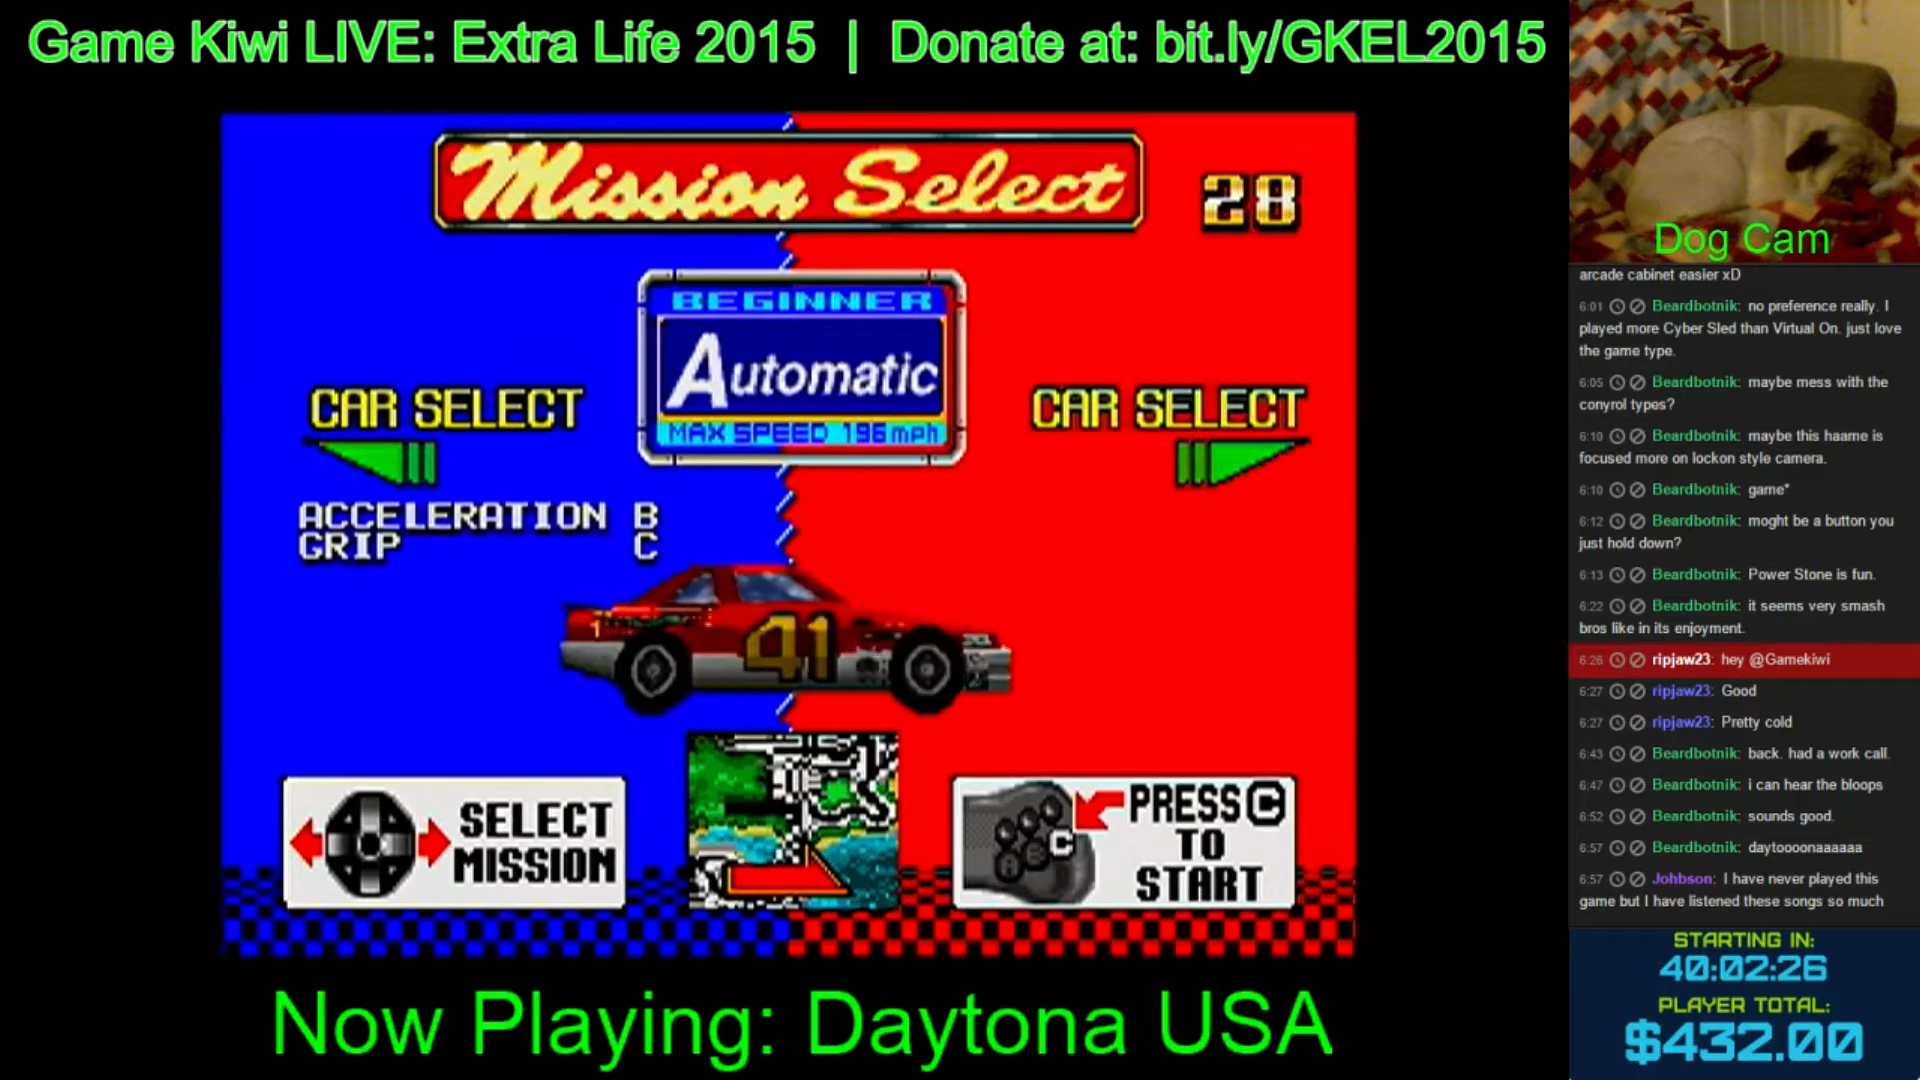 Game Kiwi LIVE: Extra Life 2015 | Donate at: bit.ly/GKEL2015
Mission Select
28
BEGINNER
Automatic
MAX SPEED 196 mph
CAR SELECT
CAR SELECT
ACCELERATION B
GRIP C
41
SELECT
MISSION
PRESS C
TO
START
A B C
Now Playing: Daytona USA
Dog Cam
arcade cabinet easier xD
6:01 Beardbotnik: no preference really. I
played more Cyber Sled than Virtual On. just love
the game type.
6:05 Beardbotnik: maybe mess with the
conyrol types?
6:10 Beardbotnik: maybe this haame is
focused more on lockon style camera.
6:10 Beardbotnik: game*
6:12 Beardbotnik: moght be a button you
just hold down?
6:13 Beardbotnik: Power Stone is fun.
6:22 Beardbotnik: it seems very smash
bros like in its enjoyment.
6:26 ripjaw23: hey @Gamekiwi
6:27 ripjaw23: Good
6:27 ripjaw23: Pretty cold
6:43 Beardbotnik: back. had a work call.
6:47 Beardbotnik: i can hear the bloops
6:52 Beardbotnik: sounds good.
6:57 Beardbotnik: daytoooonaaaaaa
6:57 Johbson: I have never played this
game but I have listened these songs so much
STARTING IN:
40:02:26
PLAYER TOTAL:
$432.00